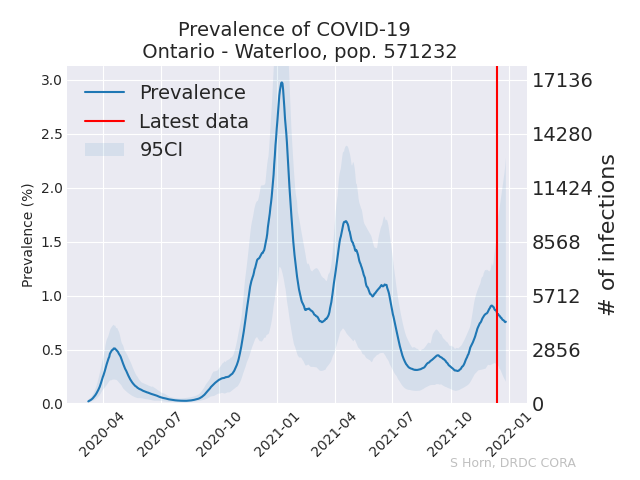 Prevalence of COVID-19
Ontario - Waterloo, pop. 571232
Prevalence
Latest data
95CI
Prevalence (%)
3.0
2.5
2.0
1.5
1.0
0.5
0.0
17136
14280
11424
8568
5712
2856
0
# of infections
2020-04
2020-07
2020-10
2021-01
2021-04
2021-07
2021-10
2022-01
S Horn, DRDC CORA